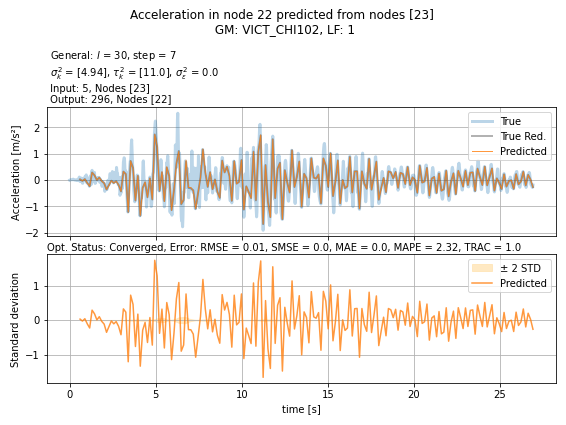 Acceleration in node 22 predicted from nodes [23]
GM: VICT_CHI102, LF: 1
General: l = 30, step = 7
σ²ₖ = [4.94], τ²ₖ = [11.0], σ²ε = 0.0
Input: 5, Nodes [23]
Output: 296, Nodes [22]
Acceleration [m/s²]
2
1
0
−1
−2
True
True Red.
Predicted
Opt. Status: Converged, Error: RMSE = 0.01, SMSE = 0.0, MAE = 0.0, MAPE = 2.32, TRAC = 1.0
Standard deviation
1
0
−1
± 2 STD
Predicted
0
5
10
15
20
25
time [s]